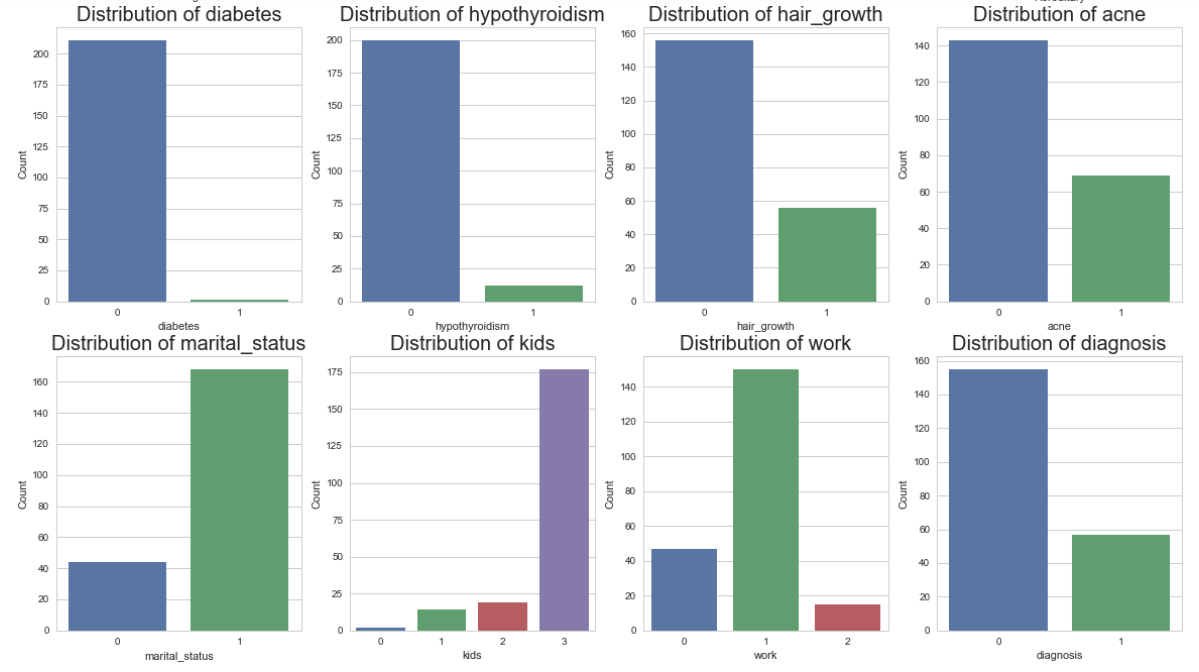 Distribution of diabetes
Distribution of hypothyroidism
Distribution of hair_growth
Distribution of acne
Count
200
175
150
125
100
75
50
25
0
0 1
diabetes
Count
200
175
150
125
100
75
50
25
0
0 1
hypothyroidism
Count
160
140
120
100
80
60
40
20
0
0 1
hair_growth
Count
140
120
100
80
60
40
20
0
0 1
acne
Distribution of marital_status
Distribution of kids
Distribution of work
Distribution of diagnosis
Count
160
140
120
100
80
60
40
20
0
0 1
marital_status
Count
175
150
125
100
75
50
25
0
0 1 2 3
kids
Count
140
120
100
80
60
40
20
0
0 1 2
work
Count
160
140
120
100
80
60
40
20
0
0 1
diagnosis